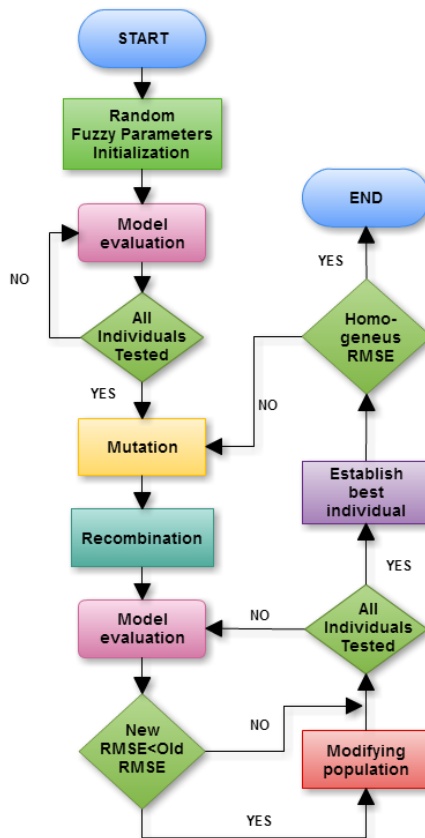 START
Random
Fuzzy Parameters
Initialization
Model
evaluation
NO
All
Individuals
Tested
YES
Mutation
Recombination
Model
evaluation
New
RMSE<Old
RMSE
NO
YES
Modifying
population
All
Individuals
Tested
NO
YES
Establish
best
individual
Homo-
geneus
RMSE
NO
YES
END